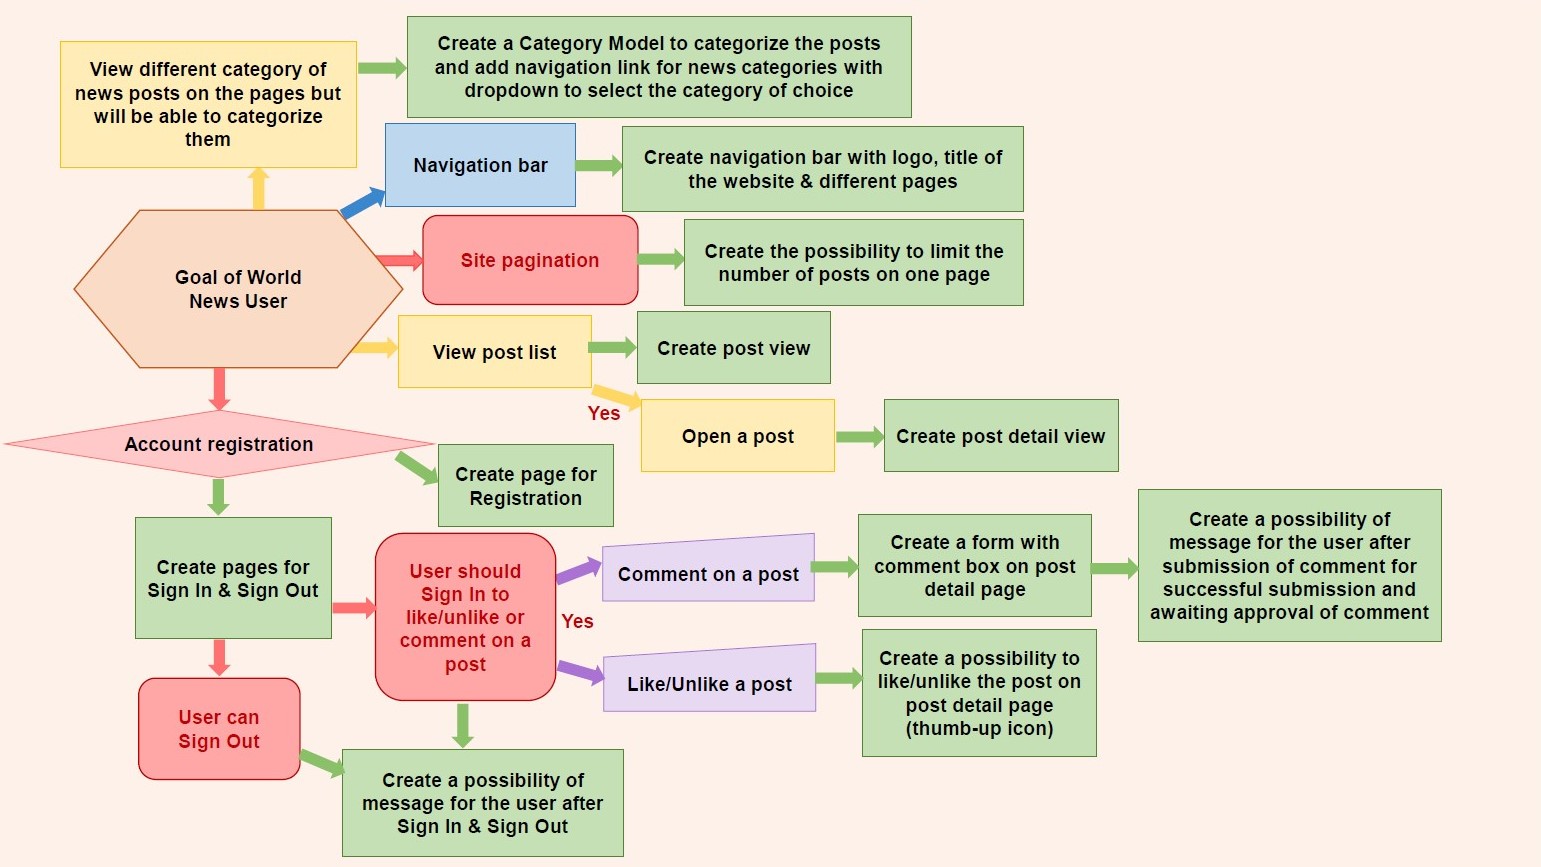 View different category of
news posts on the pages but
will be able to categorize
them
Create a Category Model to categorize the posts
and add navigation link for news categories with
dropdown to select the category of choice
Navigation bar
Create navigation bar with logo, title of
the website & different pages
Goal of World
News User
Site pagination
Create the possibility to limit the
number of posts on one page
View post list
Create post view
Yes
Open a post
Create post detail view
Account registration
Create page for
Registration
Create pages for
Sign In & Sign Out
User should
Sign In to
like/unlike or
comment on a
post
Yes
Comment on a post
Create a form with
comment box on post
detail page
Create a possibility of
message for the user after
submission of comment for
successful submission and
awaiting approval of comment
Like/Unlike a post
Create a possibility to
like/unlike the post on
post detail page
(thumb-up icon)
User can
Sign Out
Create a possibility of
message for the user after
Sign In & Sign Out